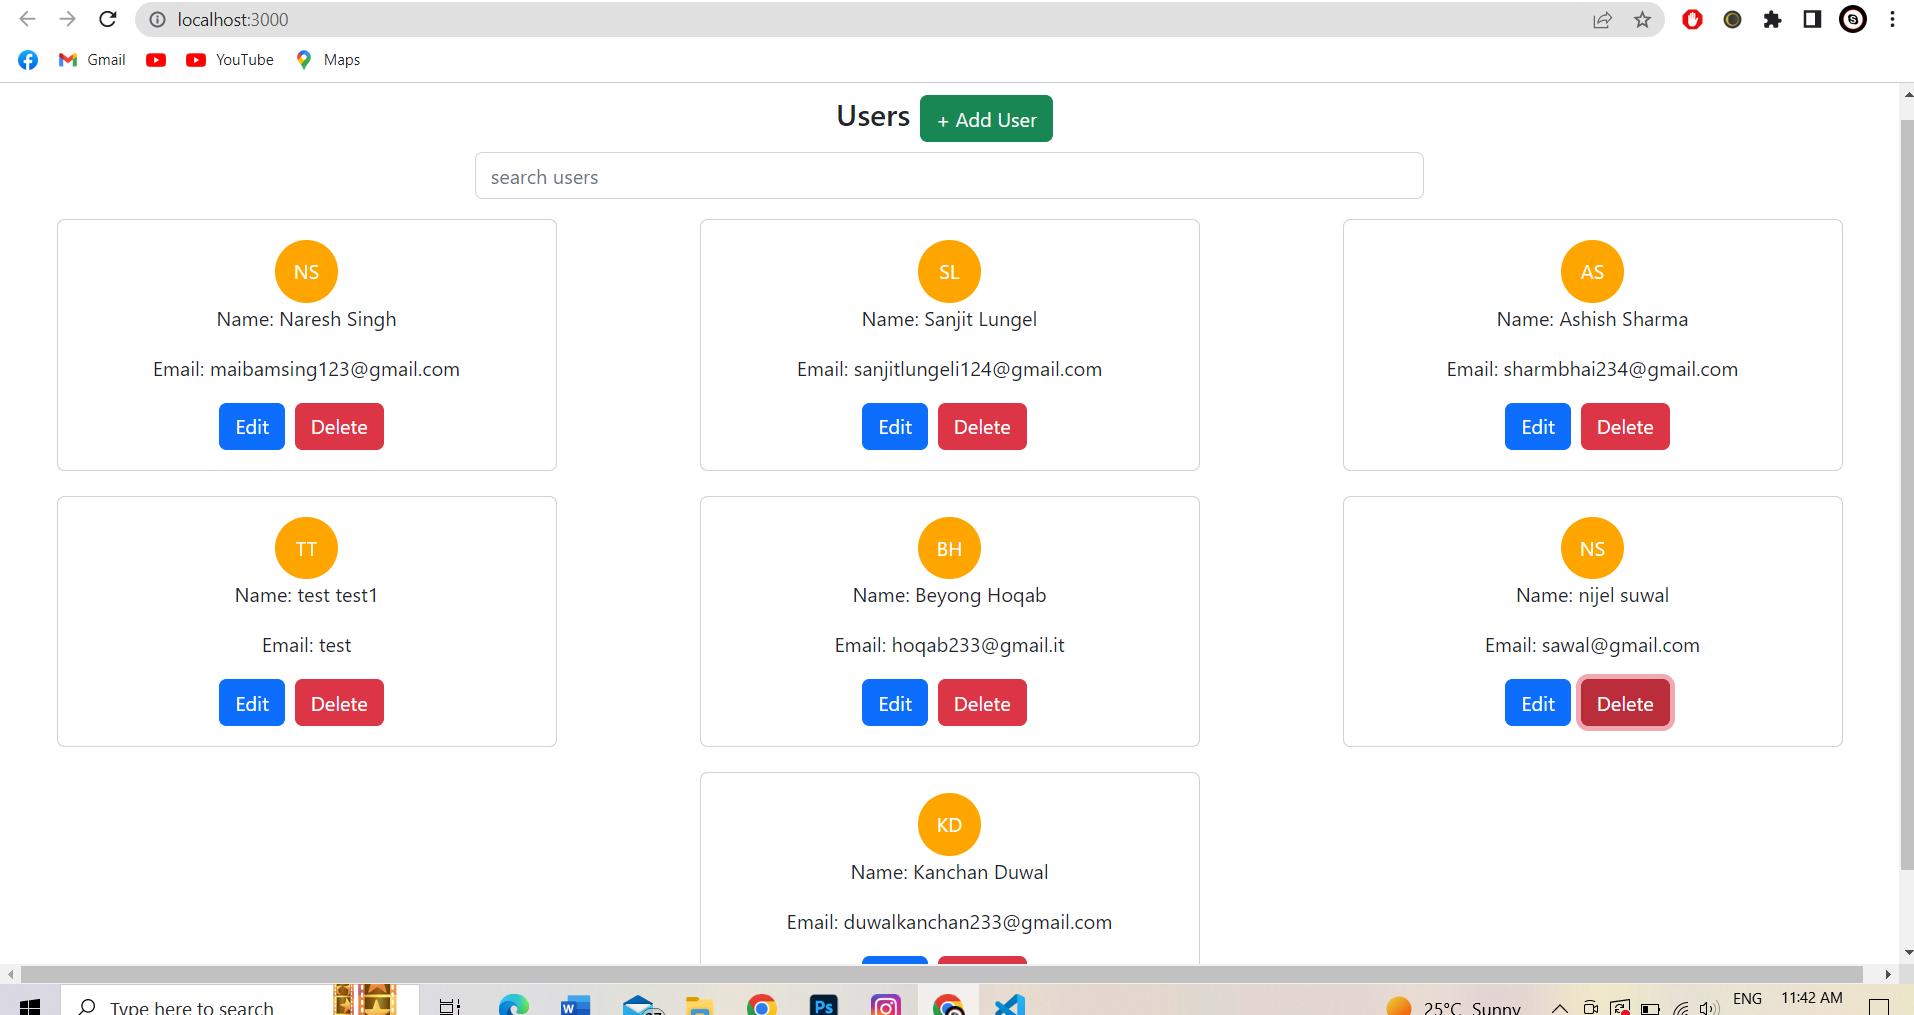 localhost:3000
Gmail YouTube Maps
Users + Add User
search users
NS
Name: Naresh Singh
Email: maibamsing123@gmail.com
Edit Delete
SL
Name: Sanjit Lungel
Email: sanjitlungeli124@gmail.com
Edit Delete
AS
Name: Ashish Sharma
Email: sharmbhai234@gmail.com
Edit Delete
TT
Name: test test1
Email: test
Edit Delete
BH
Name: Beyong Hoqab
Email: hoqab233@gmail.it
Edit Delete
NS
Name: nijel suwal
Email: sawal@gmail.com
Edit Delete
KD
Name: Kanchan Duwal
Email: duwalkanchan233@gmail.com
Type here to search
Ps
25°C Sunny
ENG
11:42 AM